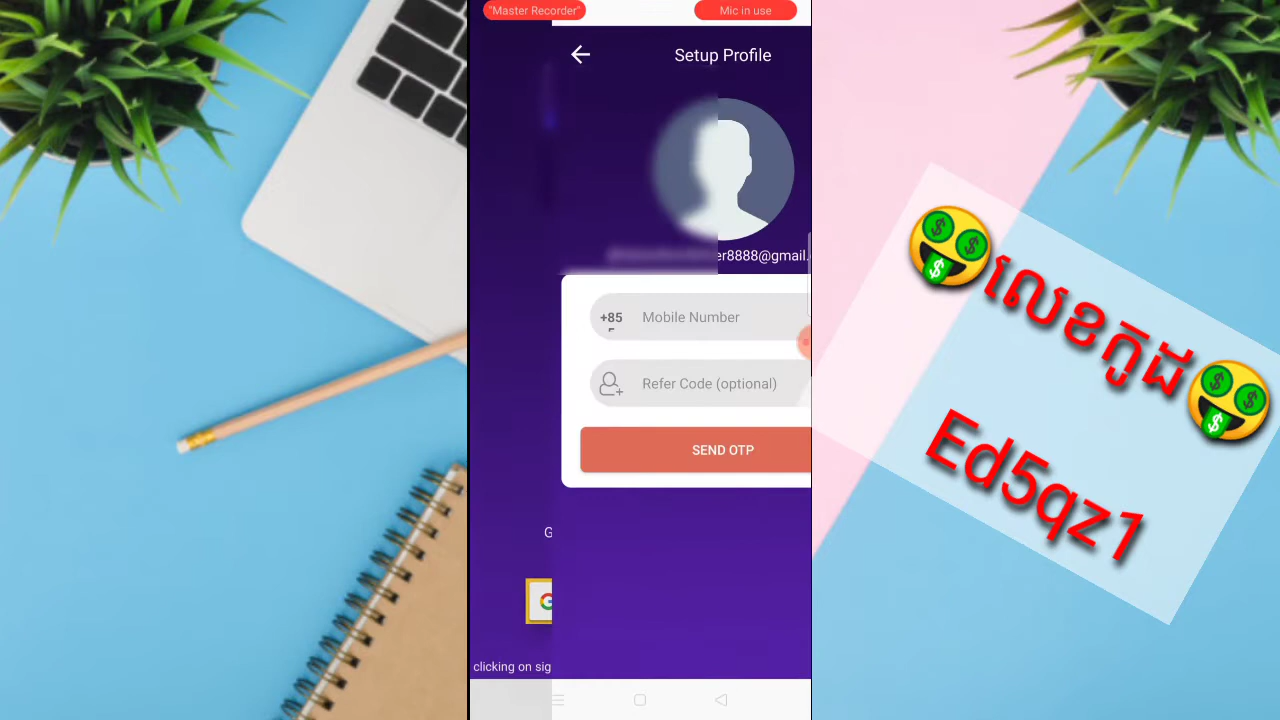 "Master Recorder"
Mic in use
Setup Profile
er8888@gmail.
+85
Mobile Number
Refer Code (optional)
SEND OTP
G
G
clicking on sig
លេខកូដ
Ed5qz1